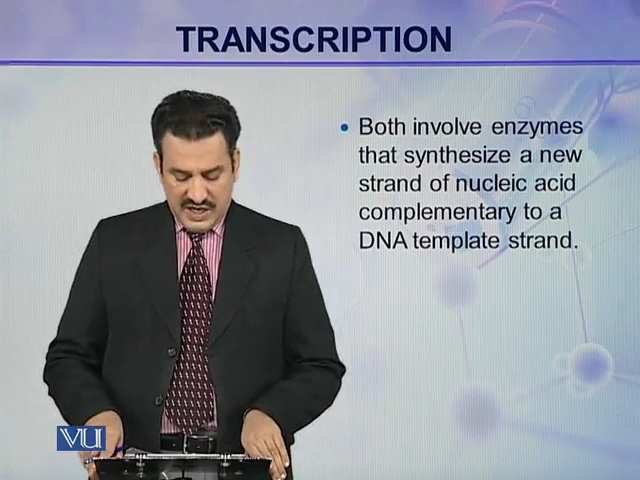 TRANSCRIPTION
• Both involve enzymes
that synthesize a new
strand of nucleic acid
complementary to a
DNA template strand.
VU